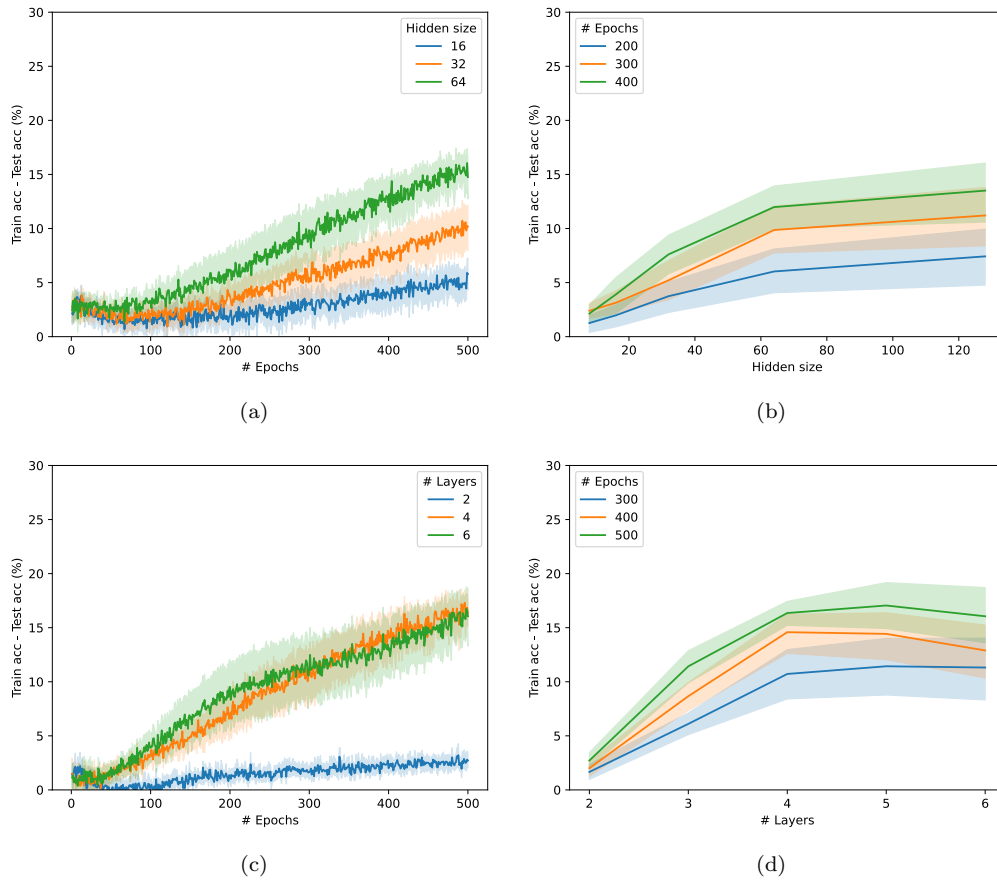 30
25
20
15
10
5
0
Train acc - Test acc (%)
Hidden size
16
32
64
0 100 200 300 400 500
# Epochs
(a)
30
25
20
15
10
5
0
Train acc - Test acc (%)
# Epochs
200
300
400
20 40 60 80 100 120
Hidden size
(b)
30
25
20
15
10
5
0
Train acc - Test acc (%)
# Layers
2
4
6
0 100 200 300 400 500
# Epochs
(c)
30
25
20
15
10
5
0
Train acc - Test acc (%)
# Epochs
300
400
500
2 3 4 5 6
# Layers
(d)